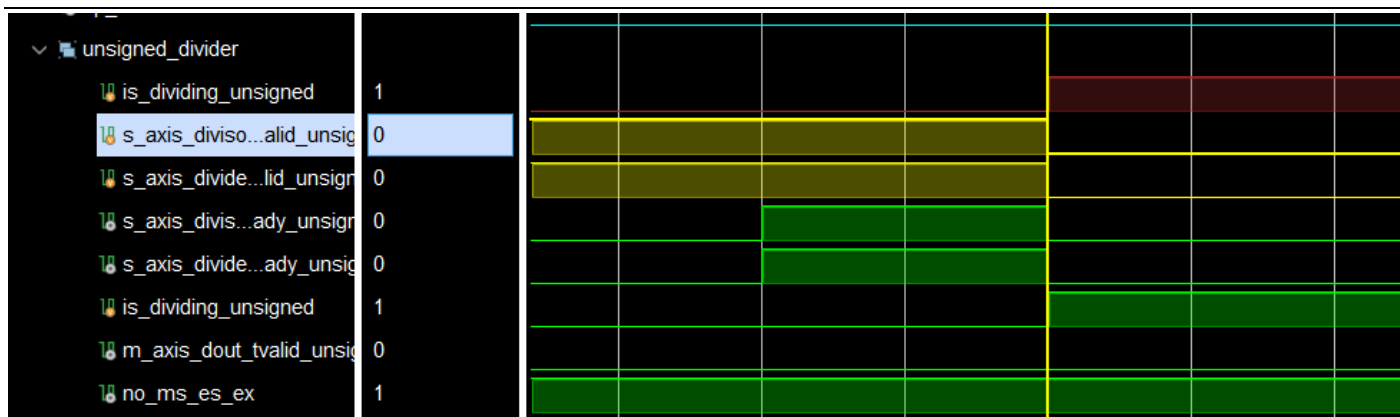 unsigned_divider
is_dividing_unsigned 1
s_axis_diviso...alid_unsig 0
s_axis_divide...lid_unsign 0
s_axis_divis...ady_unsigr 0
s_axis_divide...ady_unsig 0
is_dividing_unsigned 1
m_axis_dout_tvalid_unsig 0
no_ms_es_ex 1